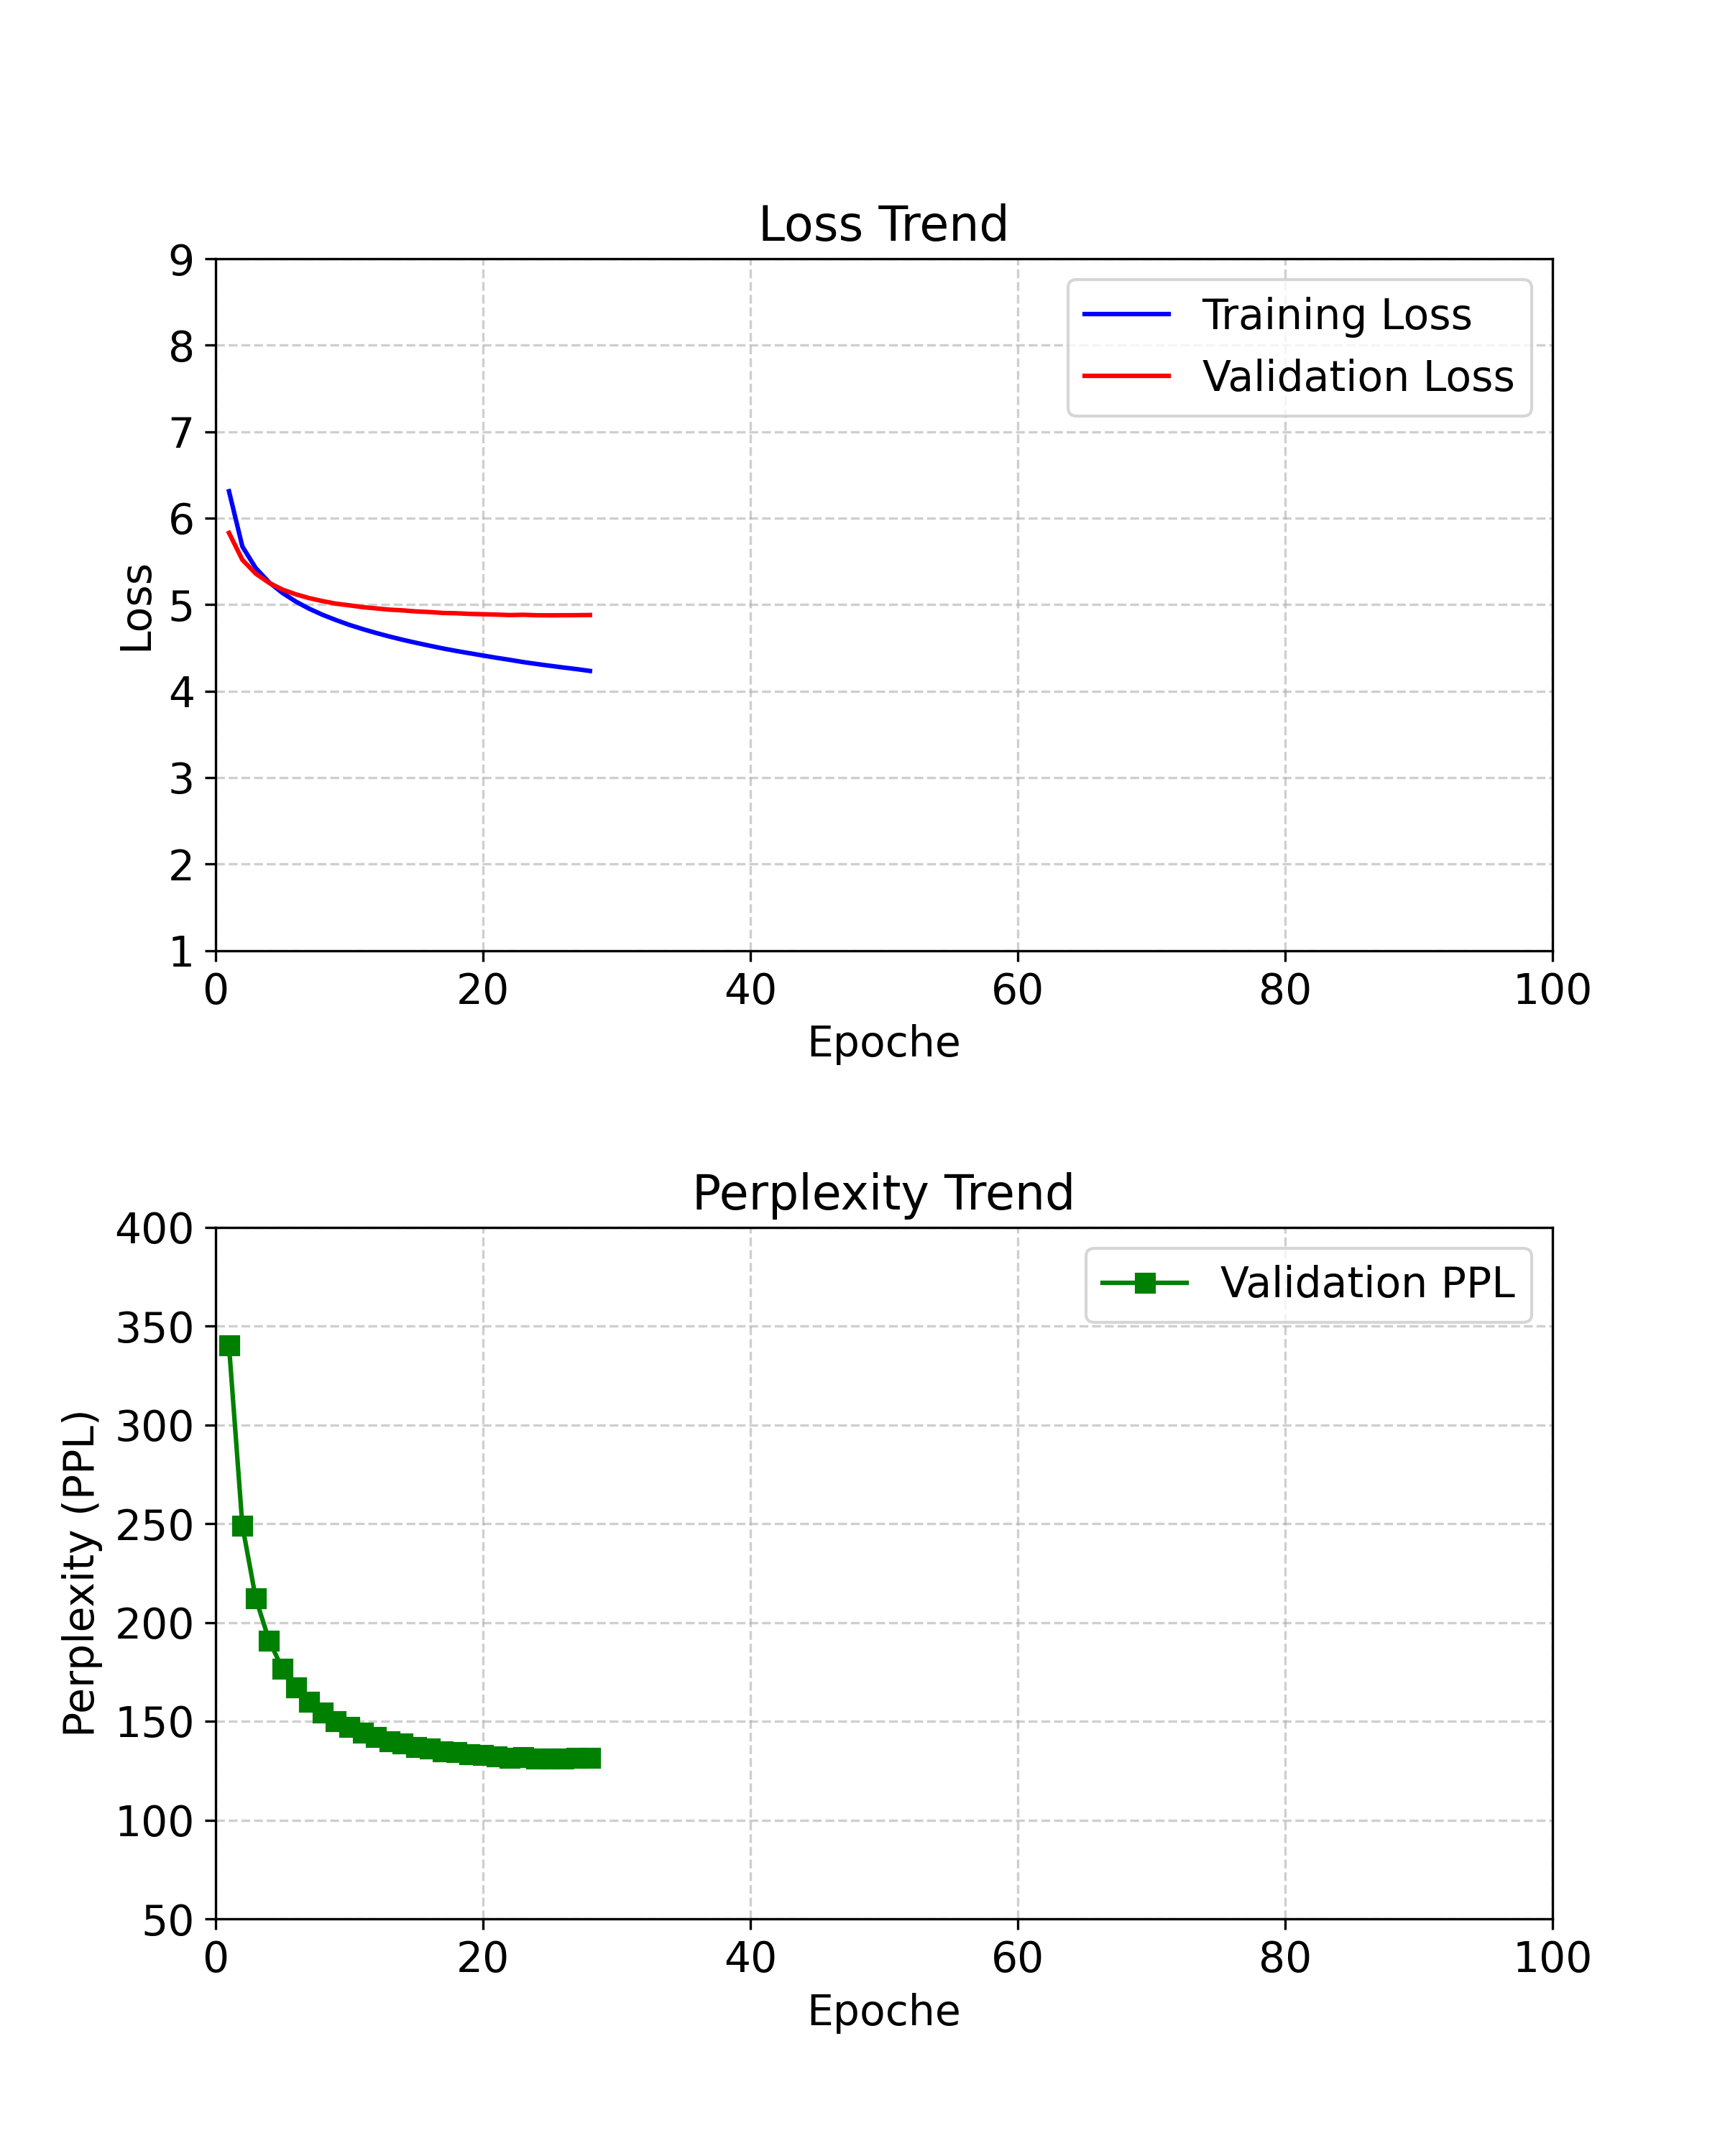 Loss Trend
9
8
7
6
5
4
3
2
1
Loss
Training Loss
Validation Loss
0 20 40 60 80 100
Epoche
Perplexity Trend
400
350
300
250
200
150
100
50
Perplexity (PPL)
Validation PPL
0 20 40 60 80 100
Epoche